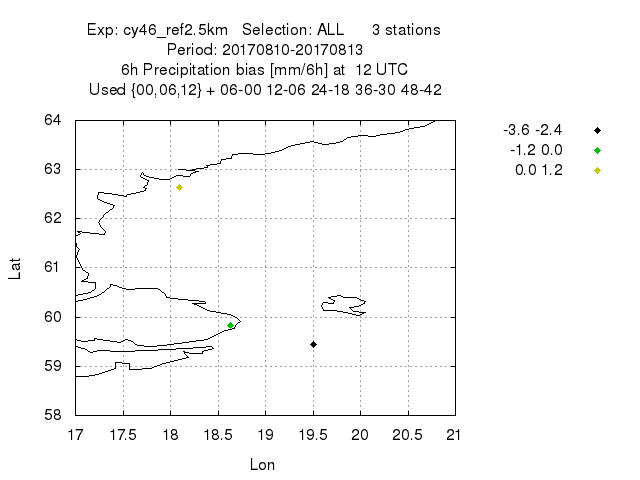 Exp: cy46_ref2.5km   Selection: ALL      3 stations
Period: 20170810-20170813
6h Precipitation bias [mm/6h] at  12 UTC
Used {00,06,12} + 06-00 12-06 24-18 36-30 48-42
-3.6 -2.4
-1.2 0.0
0.0 1.2
64
63
62
61
60
59
58
Lat
17 17.5 18 18.5 19 19.5 20 20.5 21
Lon